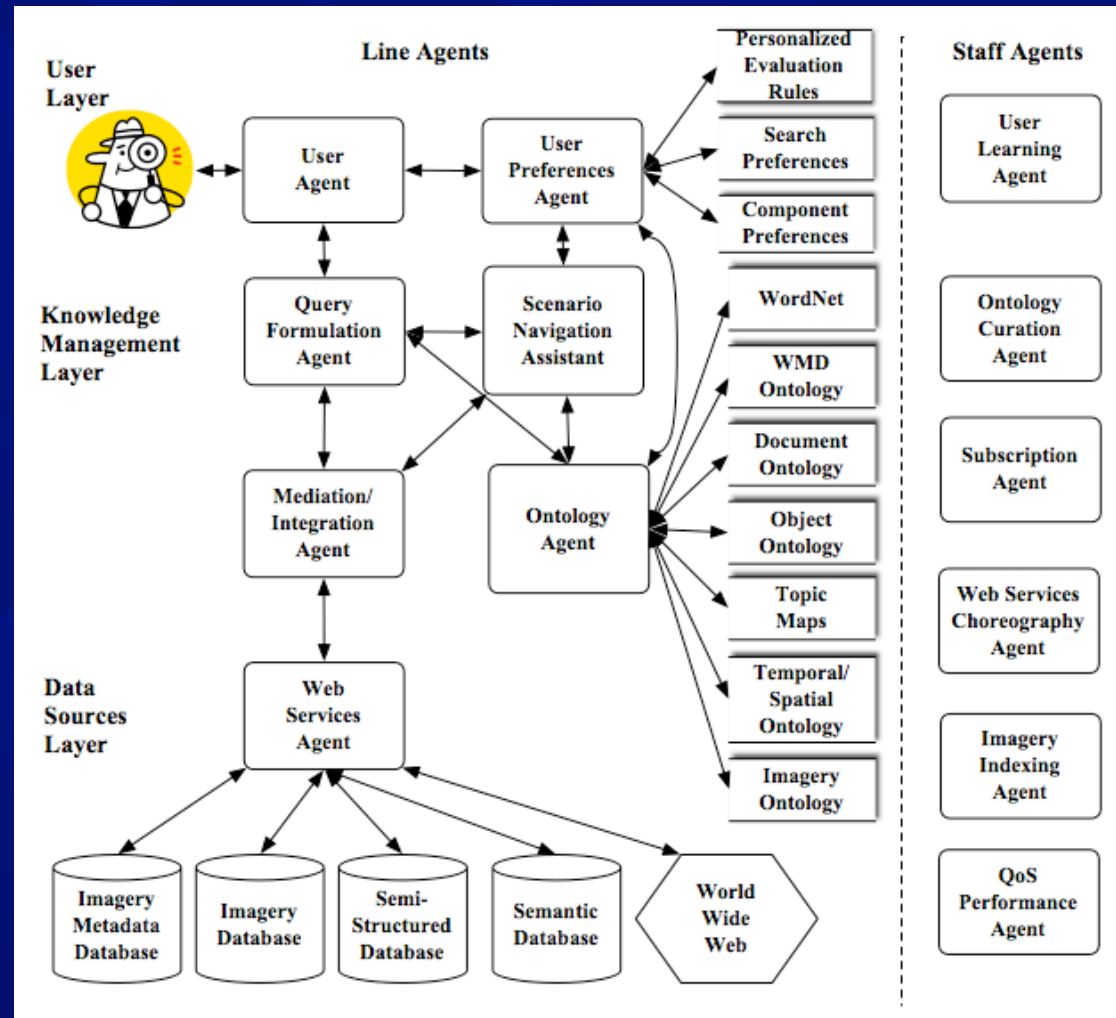 Line Agents
Staff Agents
User
Layer
User
Agent
User
Preferences
Agent
Personalized
Evaluation
Rules
Search
Preferences
Component
Preferences
User
Learning
Agent
Knowledge
Management
Layer
Query
Formulation
Agent
Scenario
Navigation
Assistant
WordNet
WMD
Ontology
Document
Ontology
Object
Ontology
Topic
Maps
Temporal/
Spatial
Ontology
Imagery
Ontology
Ontology
Curation
Agent
Subscription
Agent
Mediation/
Integration
Agent
Ontology
Agent
Web Services
Choreography
Agent
Data
Sources
Layer
Web
Services
Agent
Imagery
Indexing
Agent
Imagery
Metadata
Database
Imagery
Database
Semi-
Structured
Database
Semantic
Database
World
Wide
Web
QoS
Performance
Agent